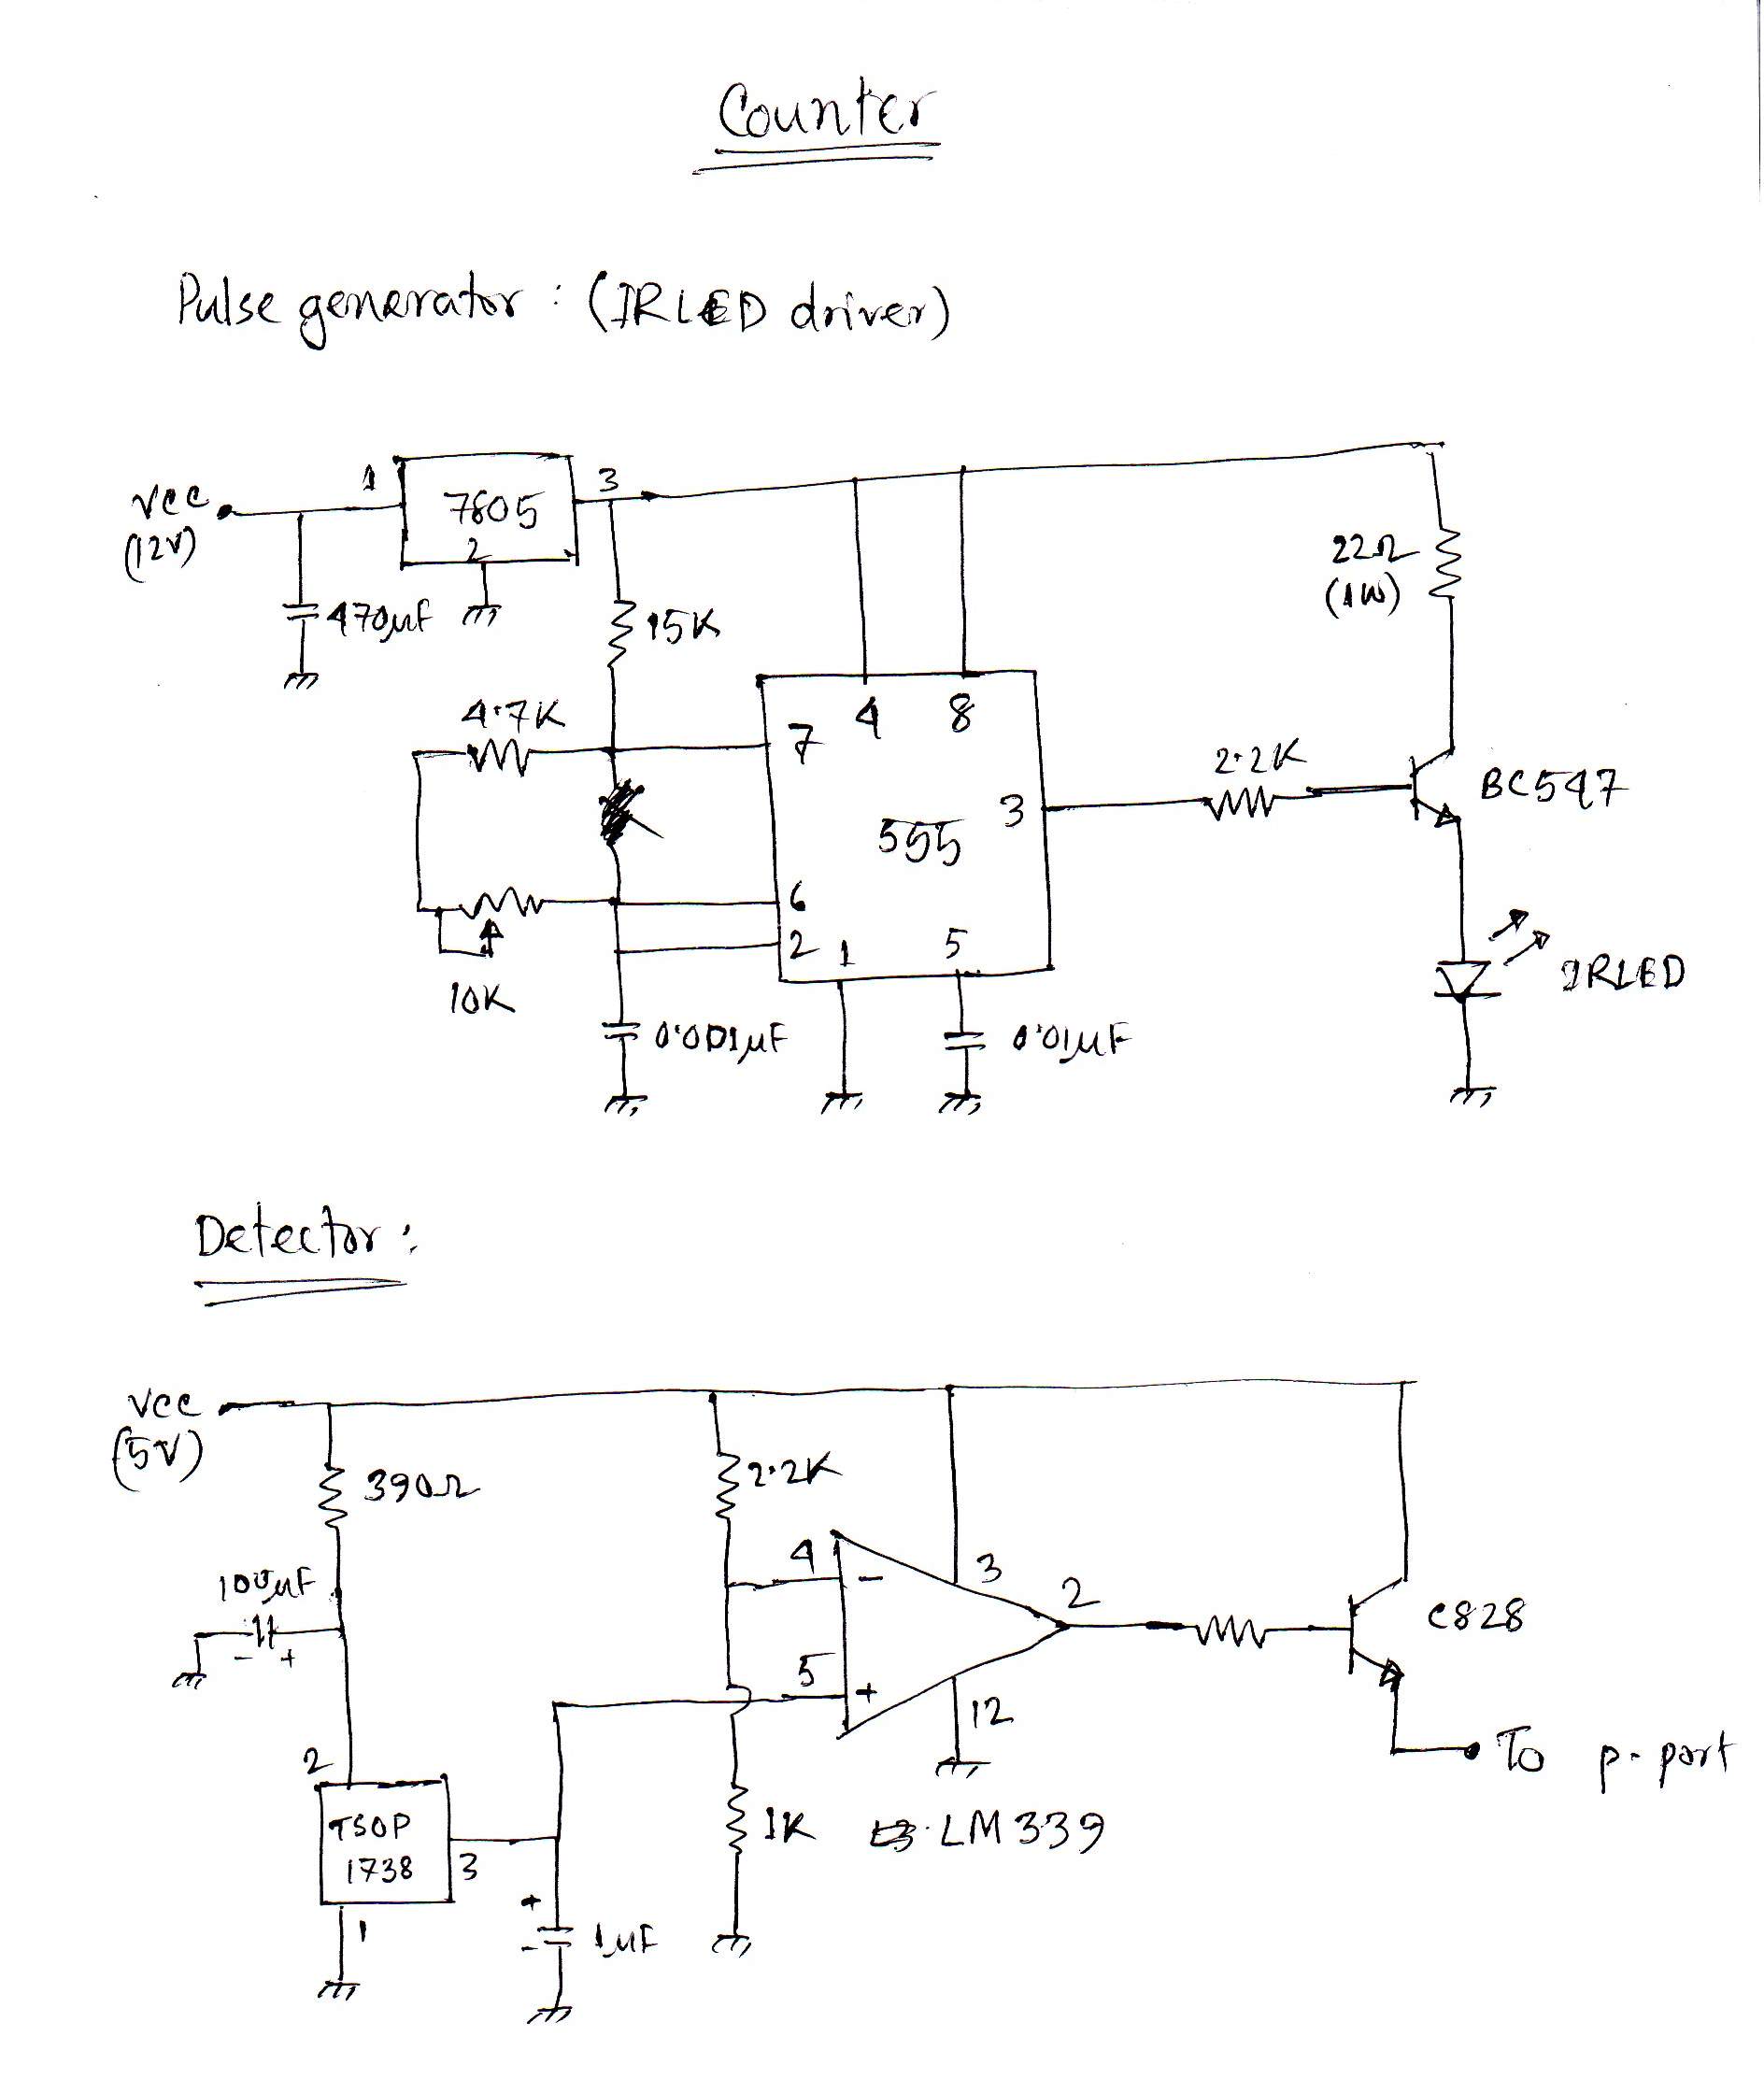 Counter
Pulse generator : (IRLED driver)
Vcc
(12V)
1
7805
2
3
470µF
15K
22Ω
(1W)
4.7K
10K
7
4
8
555
3
6
2
1
5
2.2K
BC547
IRLED
0.001µF
0.01µF
Detector :
Vcc
(5V)
390Ω
100µF
- +
2.2K
4
-
3
2
C828
5
+
12
To p-port
2
TSOP
1738
3
1
+
-
1µF
1K
LM339